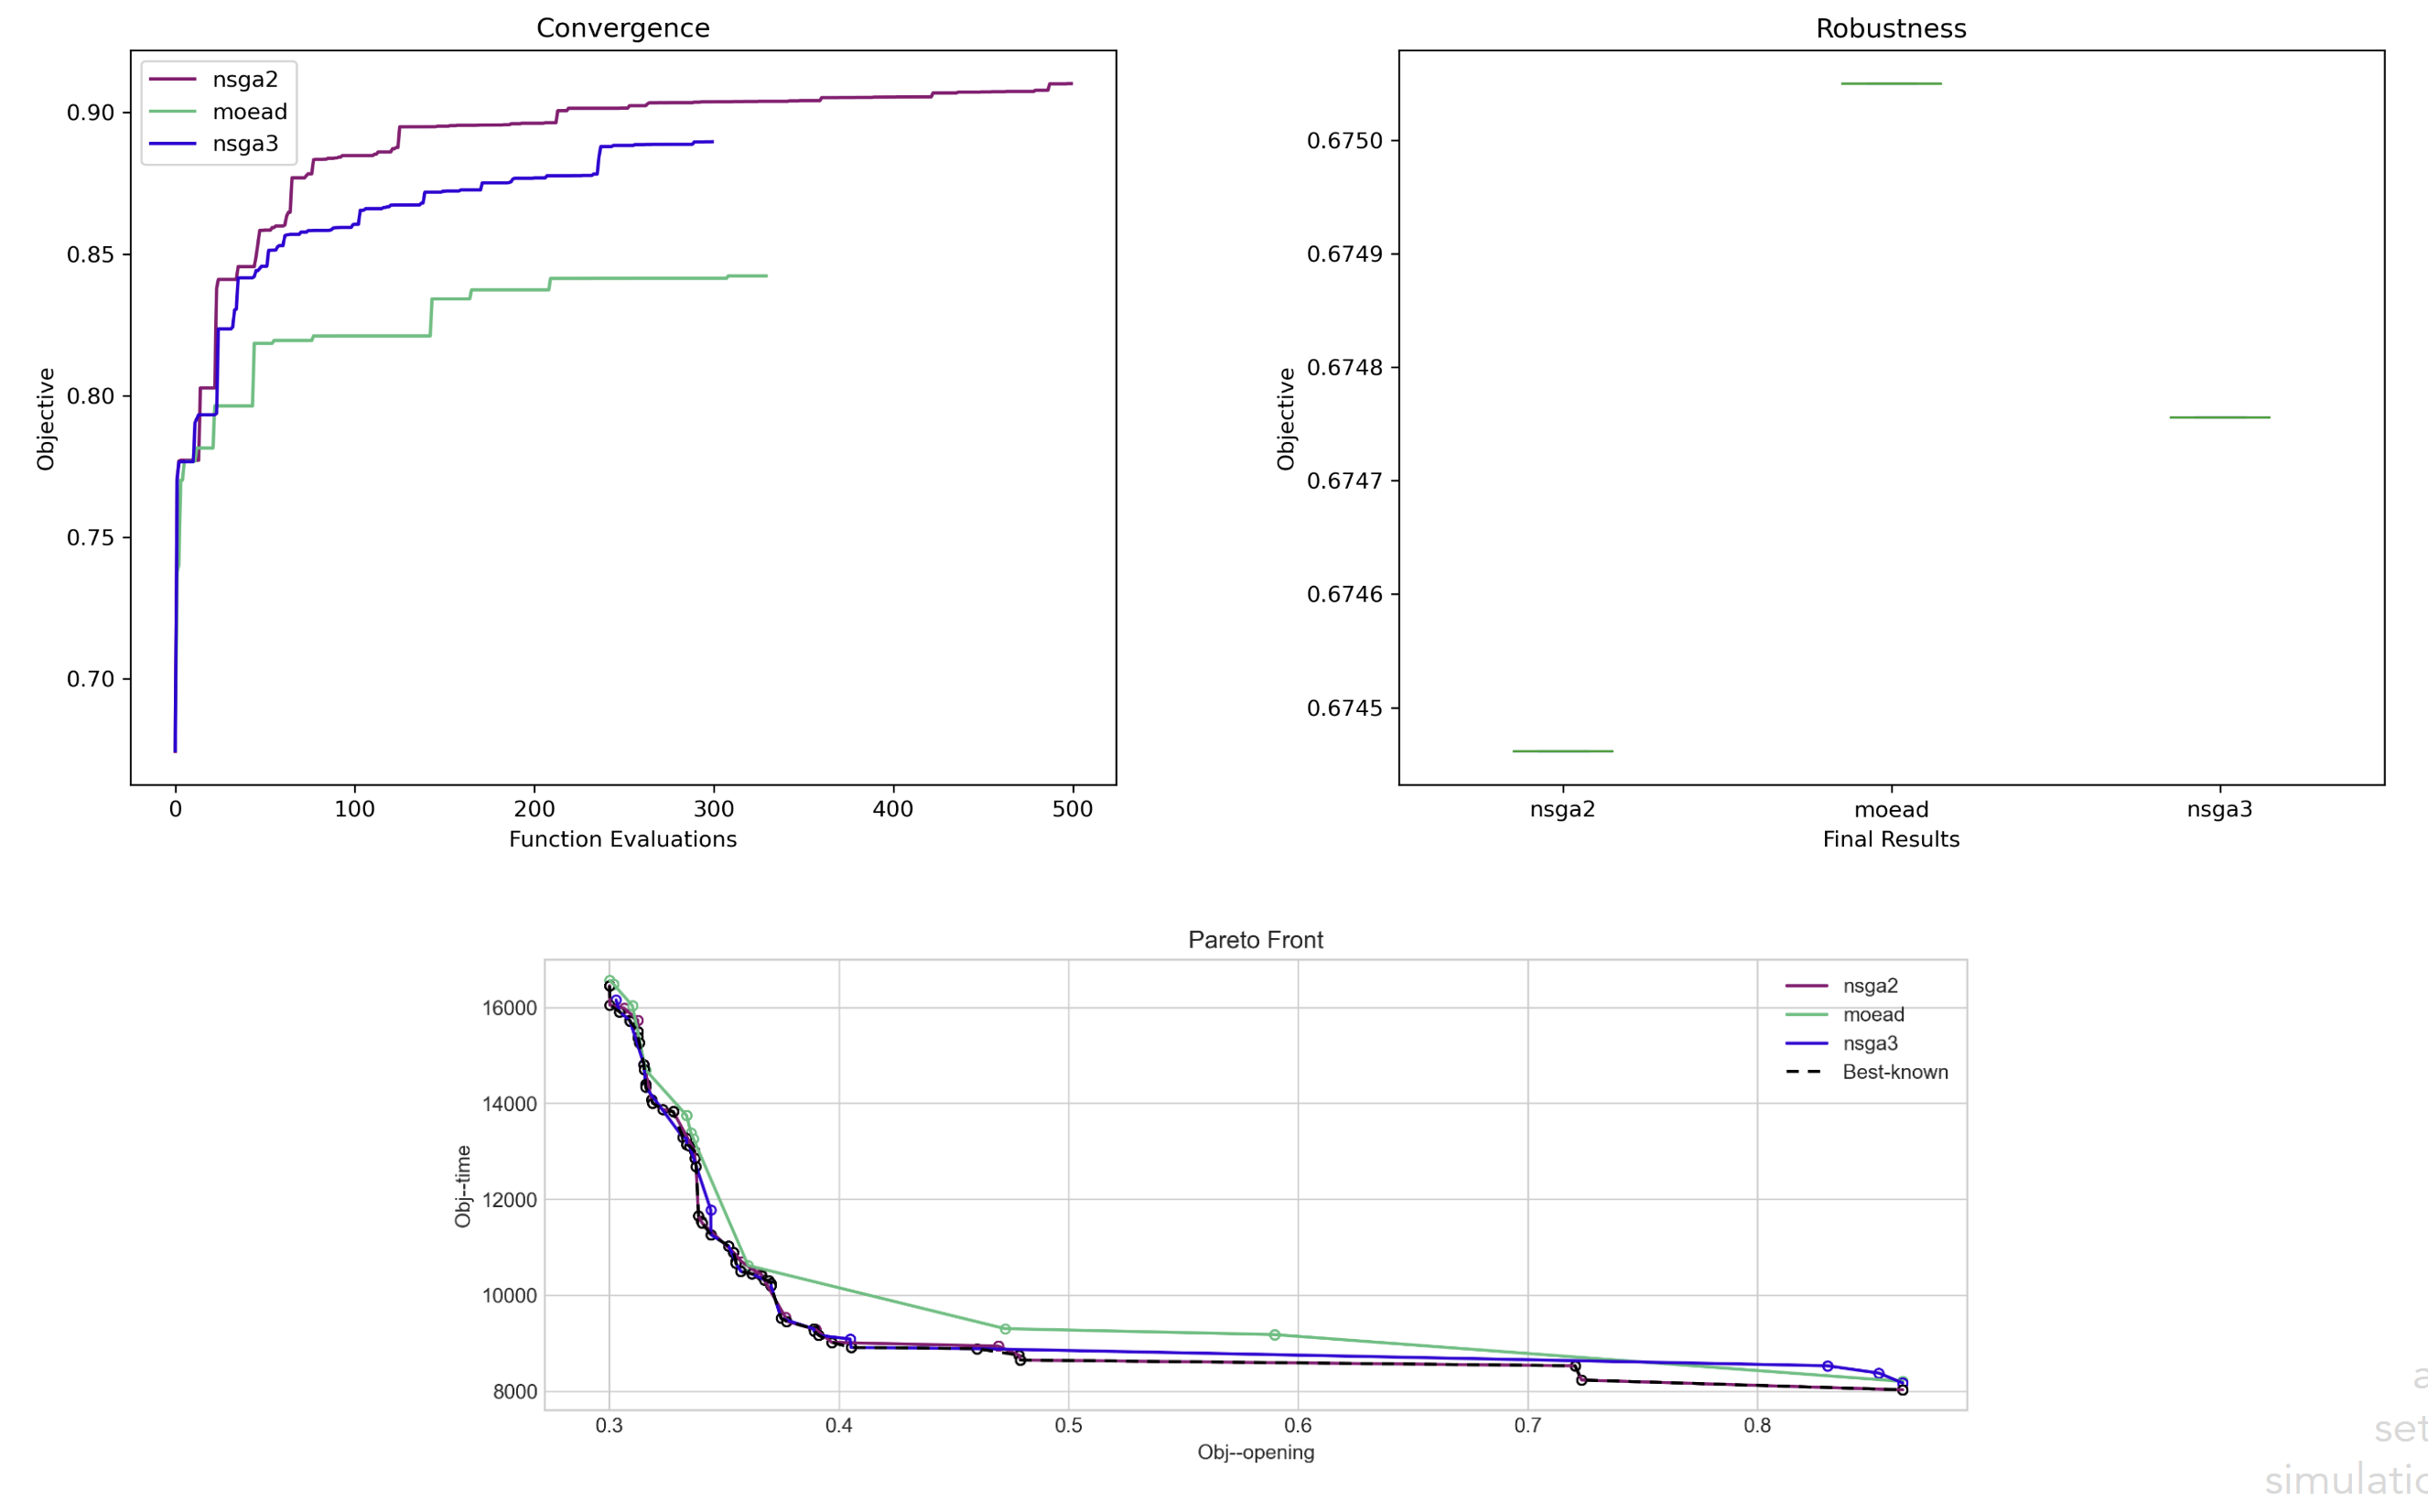 Convergence
nsga2
moead
nsga3
0.90
0.85
0.80
0.75
0.70
Objective
0 100 200 300 400 500
Function Evaluations
Robustness
0.6750
0.6749
0.6748
0.6747
0.6746
0.6745
Objective
nsga2 moead nsga3
Final Results
Pareto Front
nsga2
moead
nsga3
Best-known
16000
14000
12000
10000
8000
Obj--time
0.3 0.4 0.5 0.6 0.7 0.8
Obj--opening